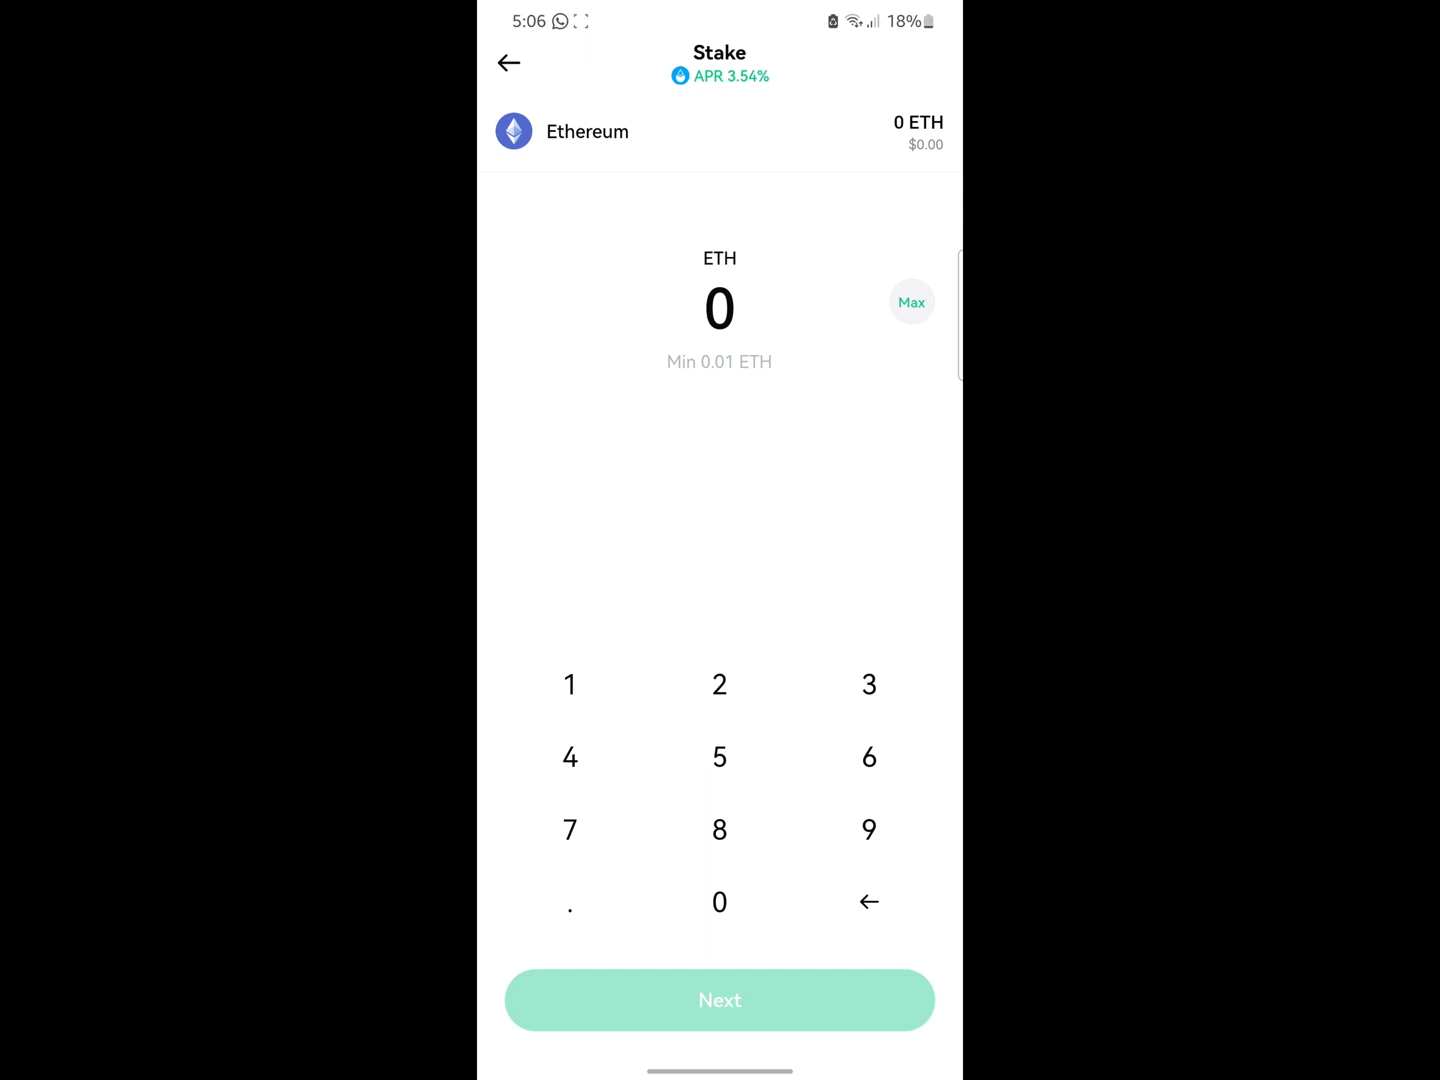 5:06 18%
Stake
APR 3.54%
Ethereum
0 ETH
$0.00
ETH
0
Max
Min 0.01 ETH
1 2 3
4 5 6
7 8 9
. 0 ←
Next